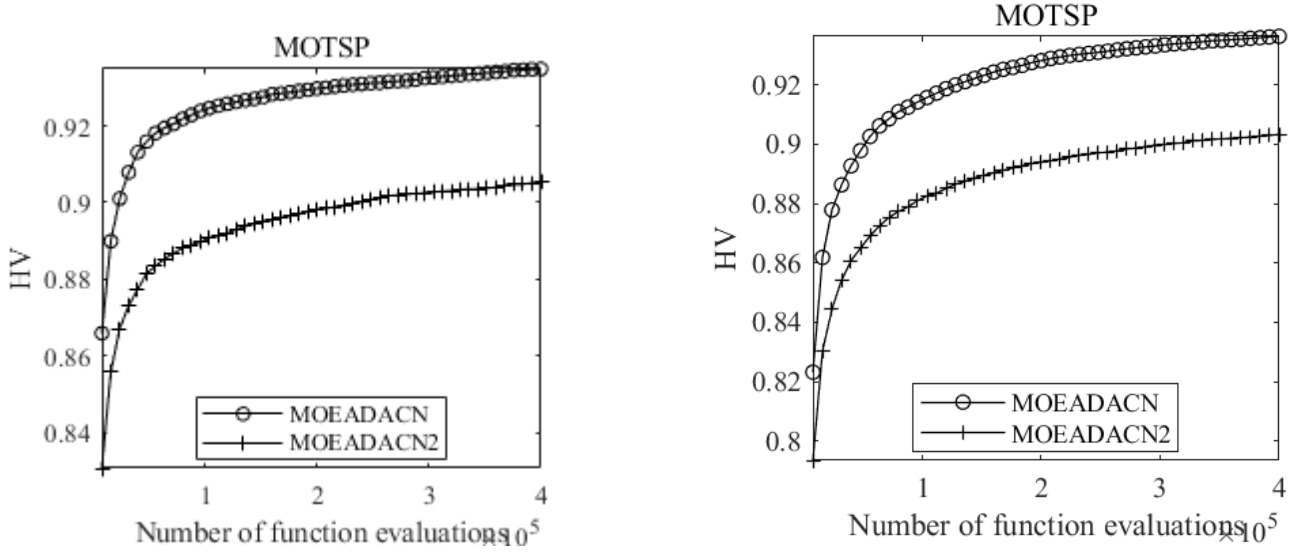 MOTSP
HV
0.92
0.9
0.88
0.86
0.84
MOEADACN
MOEADACN2
1 2 3 4
Number of function evaluations ×10^5
MOTSP
HV
0.92
0.9
0.88
0.86
0.84
0.82
0.8
MOEADACN
MOEADACN2
1 2 3 4
Number of function evaluations ×10^5